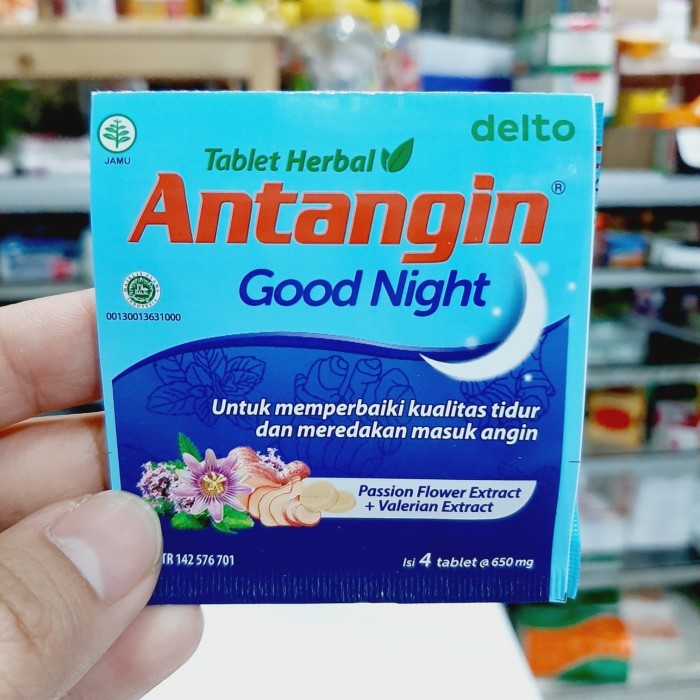 delto
JAMU
Tablet Herbal
Antangin®
Good Night
00130013631000
Untuk memperbaiki kualitas tidur
dan meredakan masuk angin
Passion Flower Extract
+ Valerian Extract
TR 142 576 701
Isi 4 tablet @ 650 mg